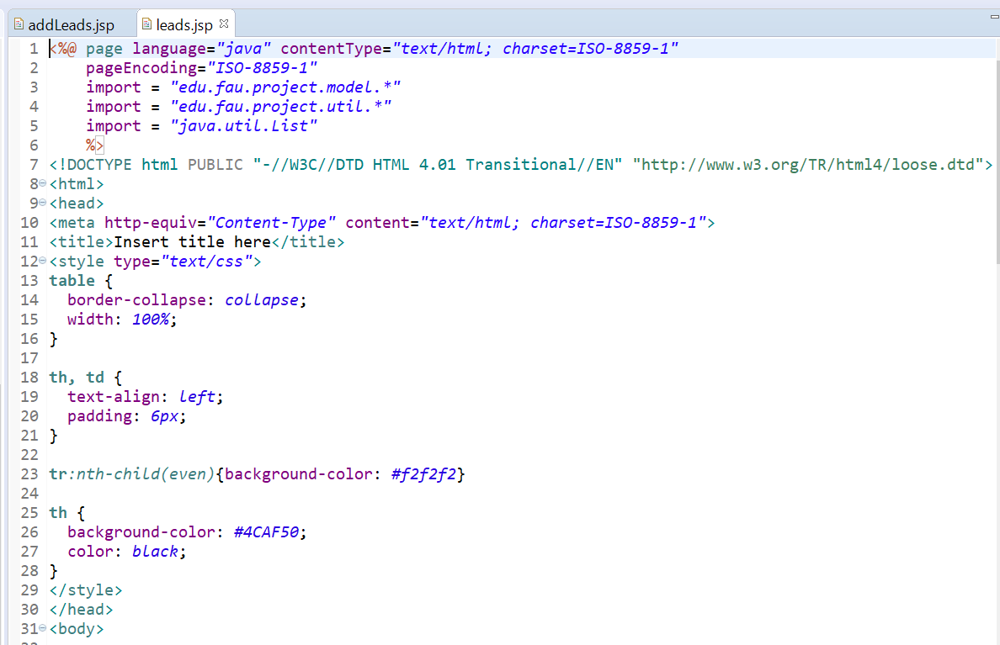 addLeads.jsp leads.jsp
1 <%@ page language="java" contentType="text/html; charset=ISO-8859-1"
2     pageEncoding="ISO-8859-1"
3     import = "edu.fau.project.model.*"
4     import = "edu.fau.project.util.*"
5     import = "java.util.List"
6     %>
7 <!DOCTYPE html PUBLIC "-//W3C//DTD HTML 4.01 Transitional//EN" "http://www.w3.org/TR/html4/loose.dtd">
8 <html>
9 <head>
10 <meta http-equiv="Content-Type" content="text/html; charset=ISO-8859-1">
11 <title>Insert title here</title>
12 <style type="text/css">
13 table {
14   border-collapse: collapse;
15   width: 100%;
16 }
17
18 th, td {
19   text-align: left;
20   padding: 6px;
21 }
22
23 tr:nth-child(even){background-color: #f2f2f2}
24
25 th {
26   background-color: #4CAF50;
27   color: black;
28 }
29 </style>
30 </head>
31 <body>